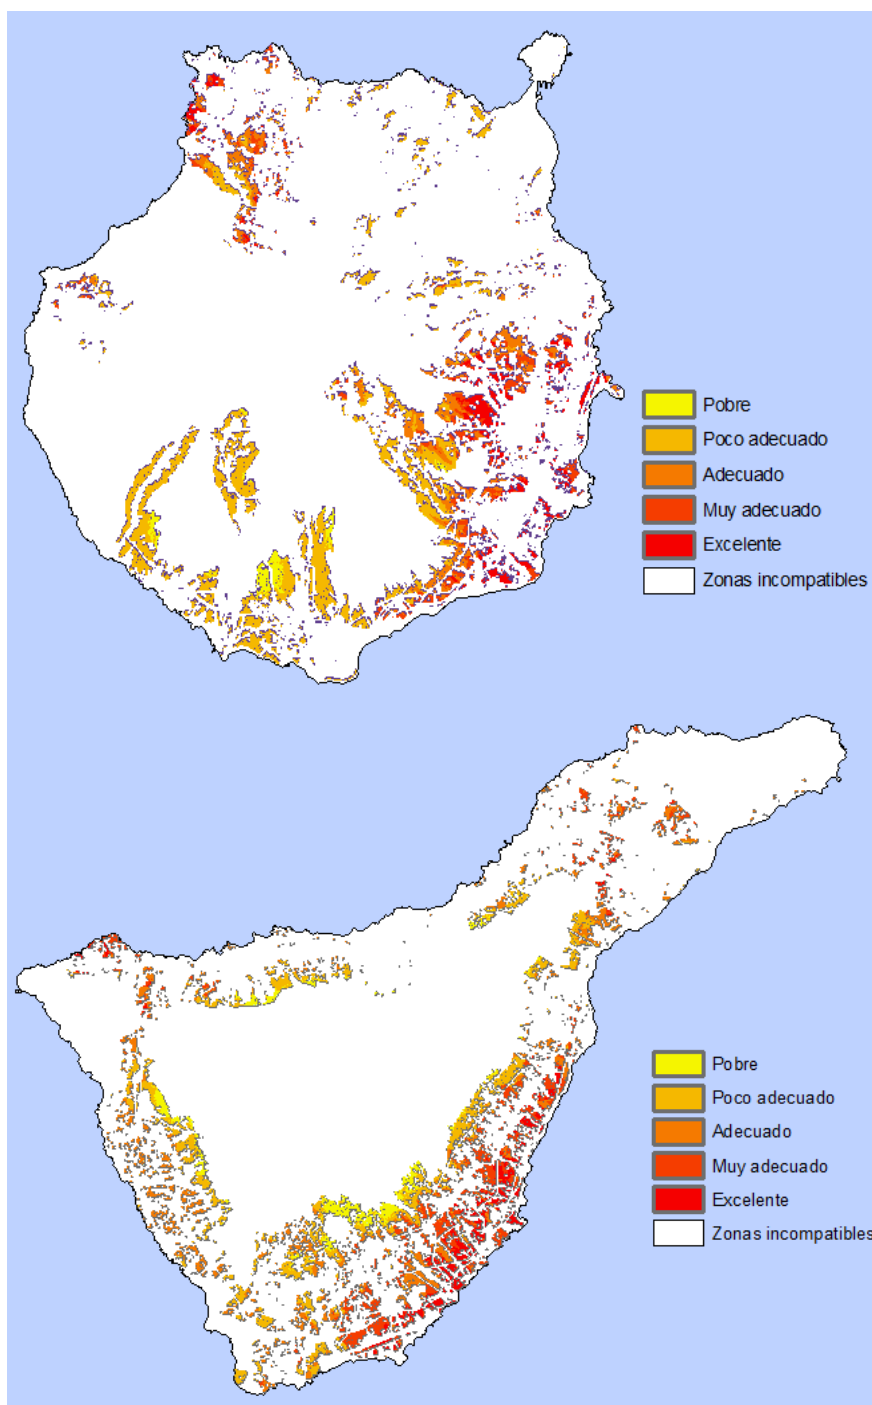 Pobre
Poco adecuado
Adecuado
Muy adecuado
Excelente
Zonas incompatibles
Pobre
Poco adecuado
Adecuado
Muy adecuado
Excelente
Zonas incompatibles